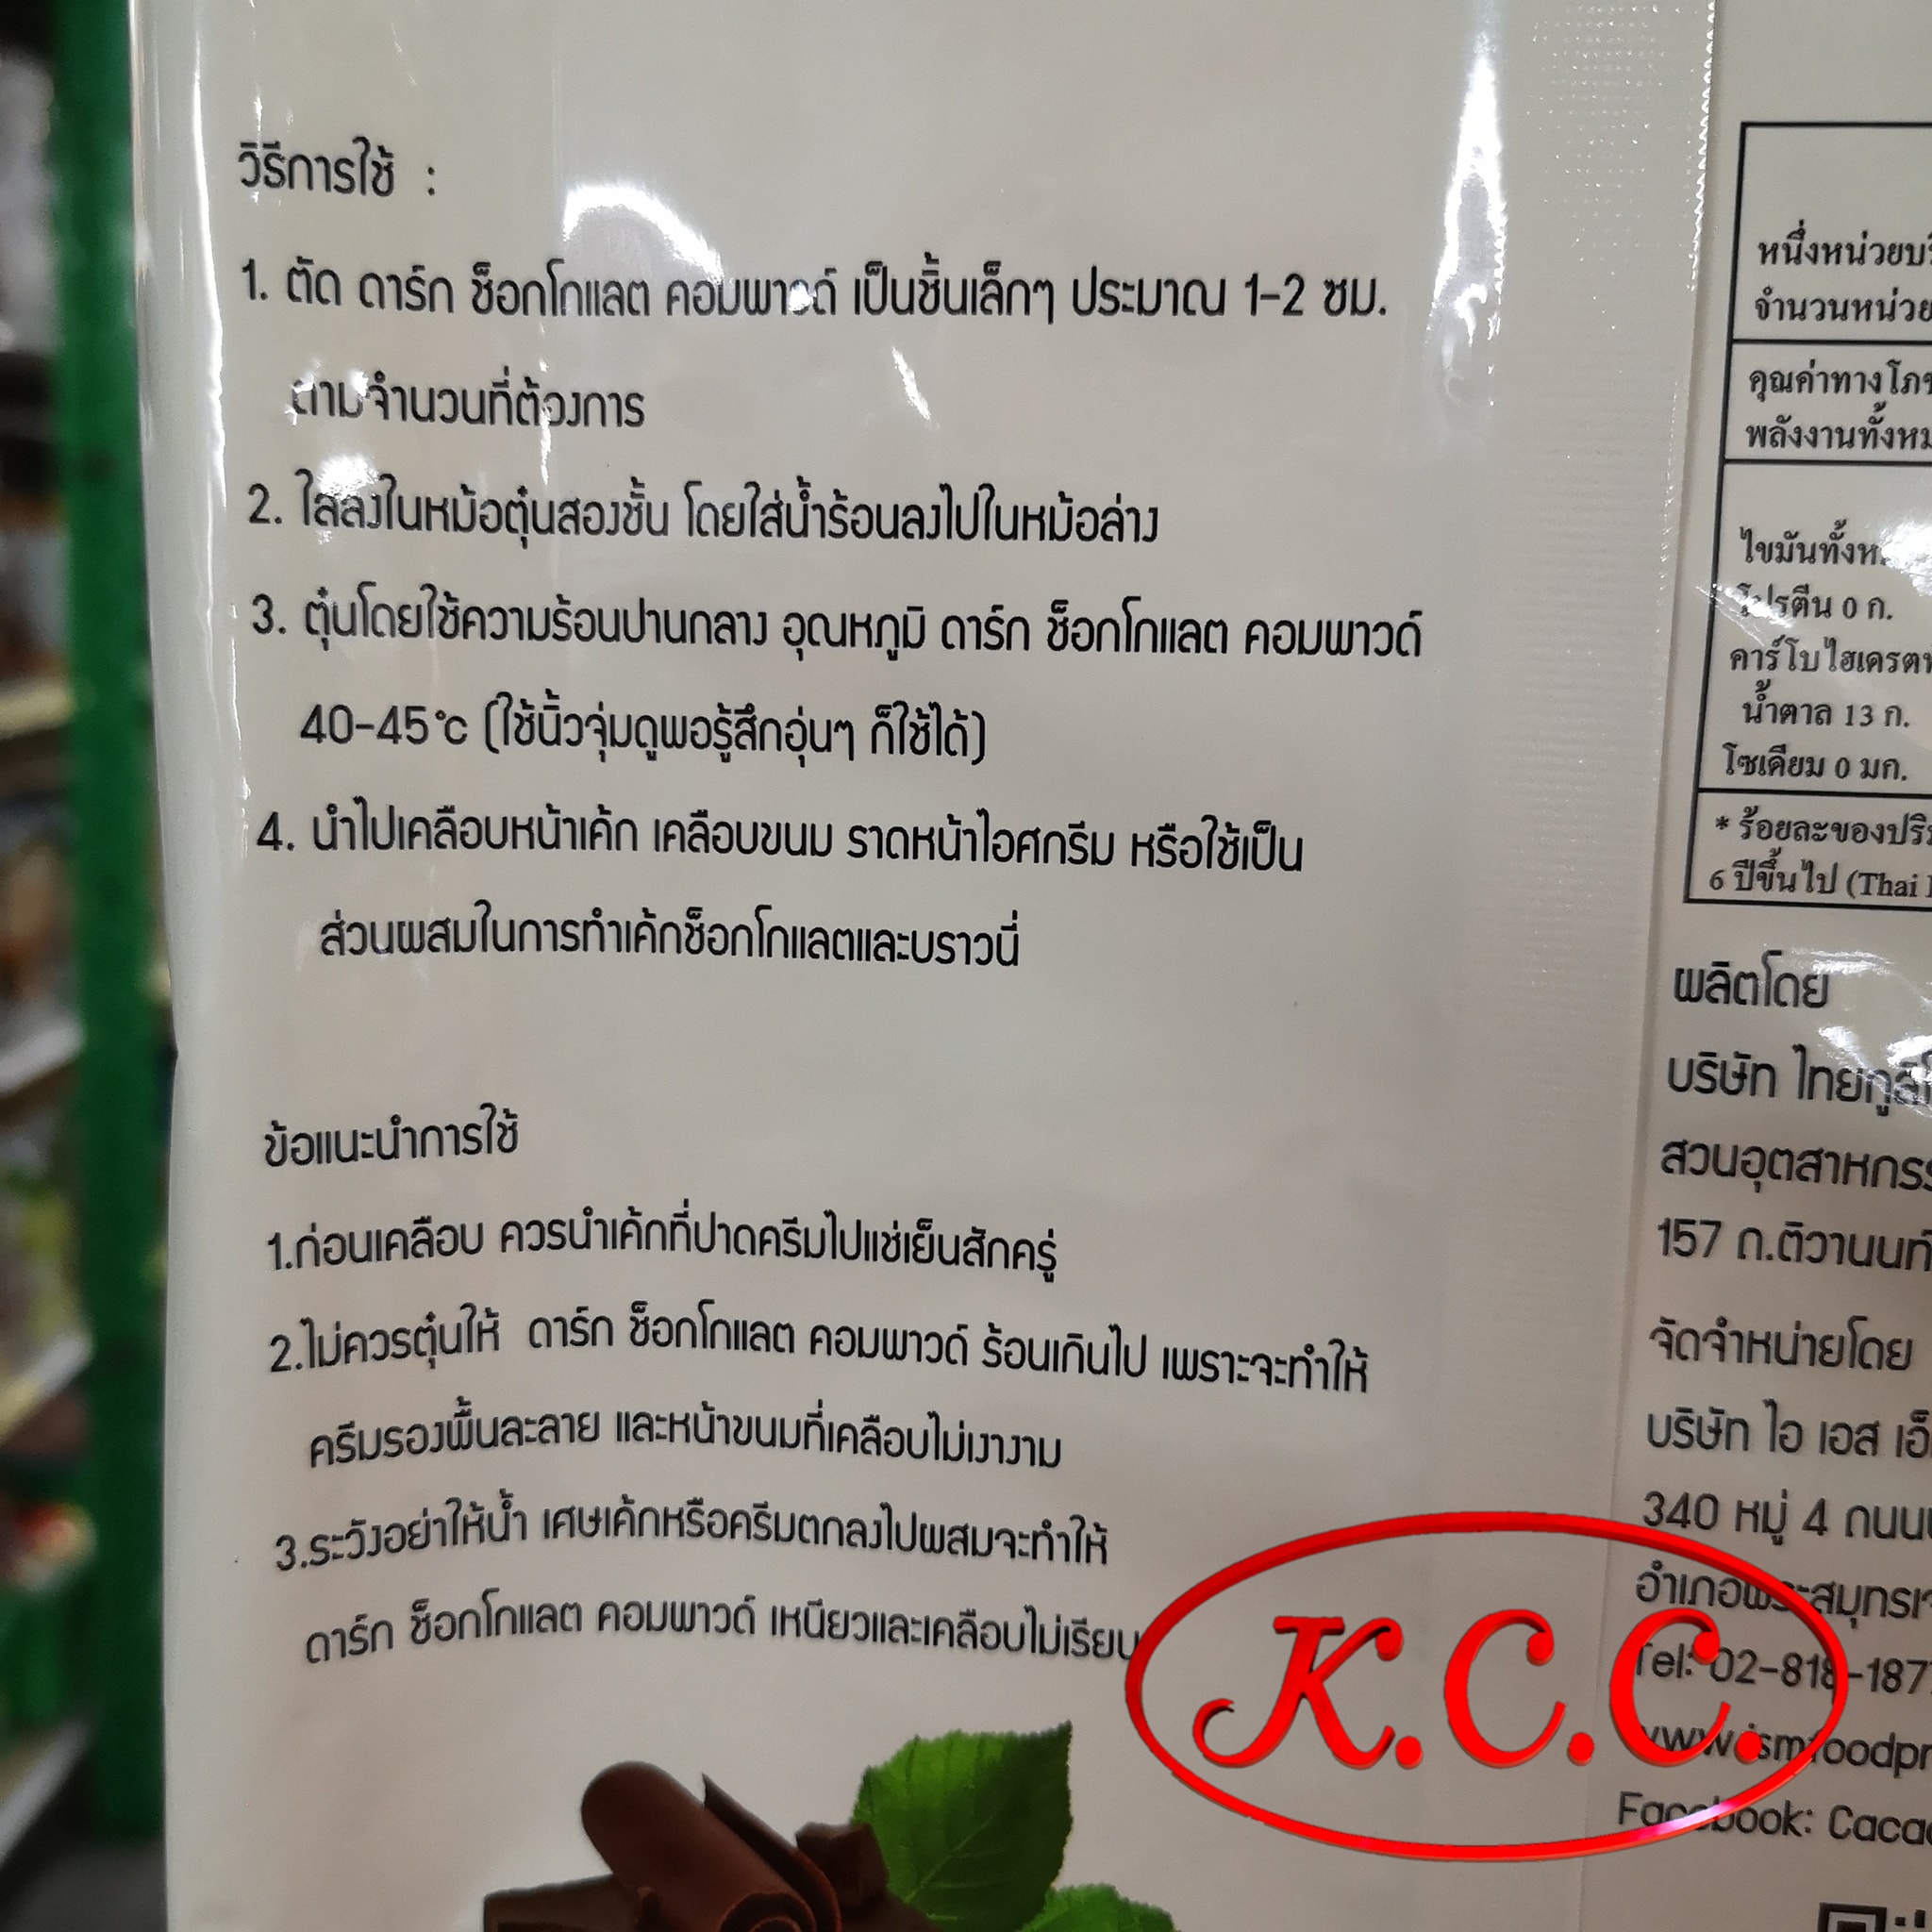 วิธีการใช้ :
1. ตัด ดาร์ก ช็อกโกแลต คอมพาวด์ เป็นชิ้นเล็กๆ ประมาณ 1-2 ซม.
ตามจำนวนที่ต้องการ
2. ใสลงในหม้อตุ๋นสองชั้น โดยใส่น้ำร้อนลงไปในหม้อล่าง
3. ตุ๋นโดยใช้ความร้อนปานกลาง อุณหภูมิ ดาร์ก ช็อกโกแลต คอมพาวด์
40-45°c (ใช้นิ้วจุ่มดูพอรู้สึกอุ่นๆ ก็ใช้ได้)
4. นำไปเคลือบหน้าเค้ก เคลือบขนม ราดหน้าไอศกรีม หรือใช้เป็น
ส่วนผสมในการทำเค้กช็อกโกแลตและบราวนี่
ข้อแนะนำการใช้
1.ก่อนเคลือบ ควรนำเค้กที่ปาดครีมไปแช่เย็นสักครู่
2.ไม่ควรตุ๋นให้ ดาร์ก ช็อกโกแลต คอมพาวด์ ร้อนเกินไป เพราะจะทำให้
ครีมรองพื้นละลาย และหน้าขนมที่เคลือบไม่เงางาม
3.ระวังอย่าให้น้ำ เศษเค้กหรือครีมตกลงไปผสมจะทำให้
ดาร์ก ช็อกโกแลต คอมพาวด์ เหนียวและเคลือบไม่เรียบ
หนึ่งหน่วย
จำนวนหน่วย
คุณค่าทาง
พลังงาน
ไขมัน
โปรตีน 0 ก.
คาร์โบไฮเดรต
น้ำตาล 13 ก.
โซเดียม 0 มก.
* ร้อยละของ
6 ปีขึ้นไป (Thai
ผลิตโดย
บริษัท
สวนอุตสาหกรร
157 ถ.ติวานนท์
จัดจำหน่ายโดย
บริษัท ไอ เอส
340 หมู่ 4 ถนน
อำเภอพระสมุทรเ
Tel: 02-818-187
www.ismfoodpr
Facebook: Caca
K.C.C.